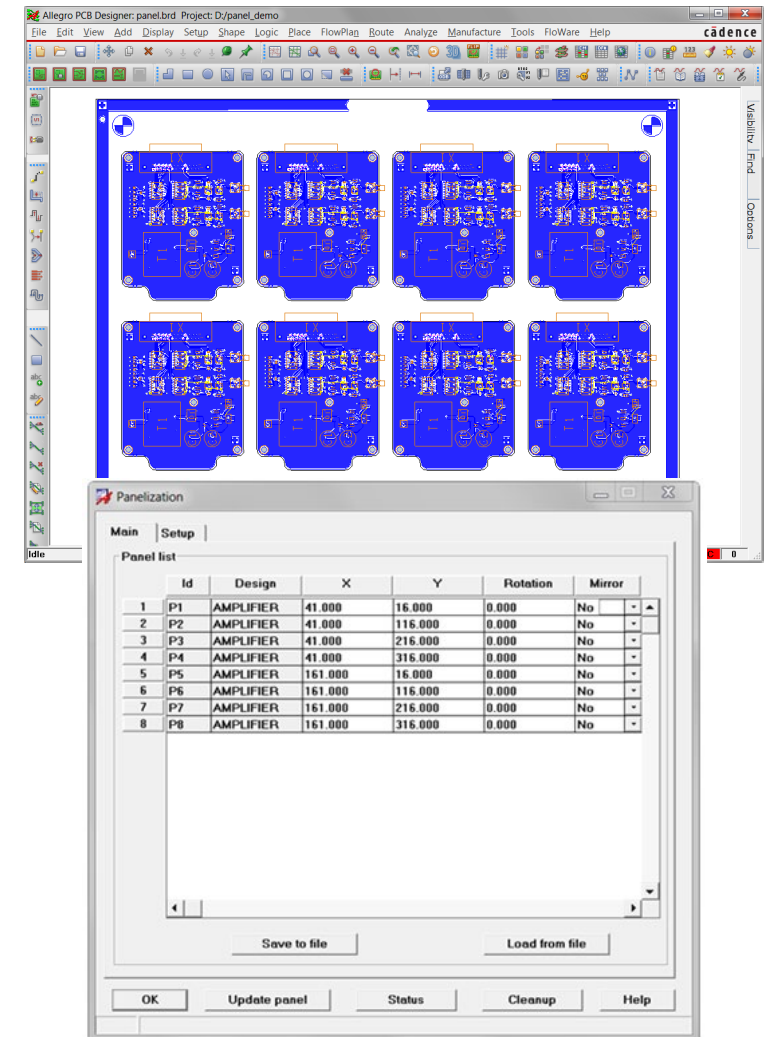 Allegro PCB Designer: panel.brd Project: D:/panel_demo
File Edit View Add Display Setup Shape Logic Place FlowPlan Route Analyze Manufacture Tools FloWare Help
cādence
Visibility
Find
Options
Idle
0
Panelization
Main Setup
Panel list
Id Design X Y Rotation Mirror
1 P1 AMPLIFIER 41.000 16.000 0.000 No
2 P2 AMPLIFIER 41.000 116.000 0.000 No
3 P3 AMPLIFIER 41.000 216.000 0.000 No
4 P4 AMPLIFIER 41.000 316.000 0.000 No
5 P5 AMPLIFIER 161.000 16.000 0.000 No
6 P6 AMPLIFIER 161.000 116.000 0.000 No
7 P7 AMPLIFIER 161.000 216.000 0.000 No
8 P8 AMPLIFIER 161.000 316.000 0.000 No
Save to file Load from file
OK Update panel Status Cleanup Help